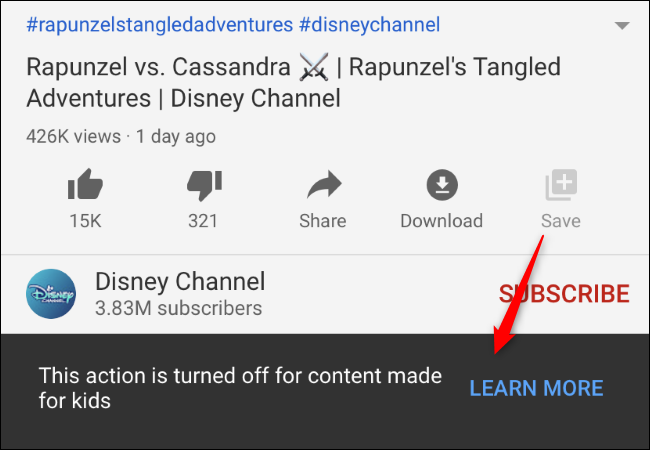 #rapunzelstangledadventures #disneychannel
Rapunzel vs. Cassandra ⚔️ | Rapunzel's Tangled
Adventures | Disney Channel
426K views · 1 day ago
15K 321 Share Download Save
Disney CHANNEL
Disney Channel
3.83M subscribers
SUBSCRIBE
This action is turned off for content made
for kids
LEARN MORE